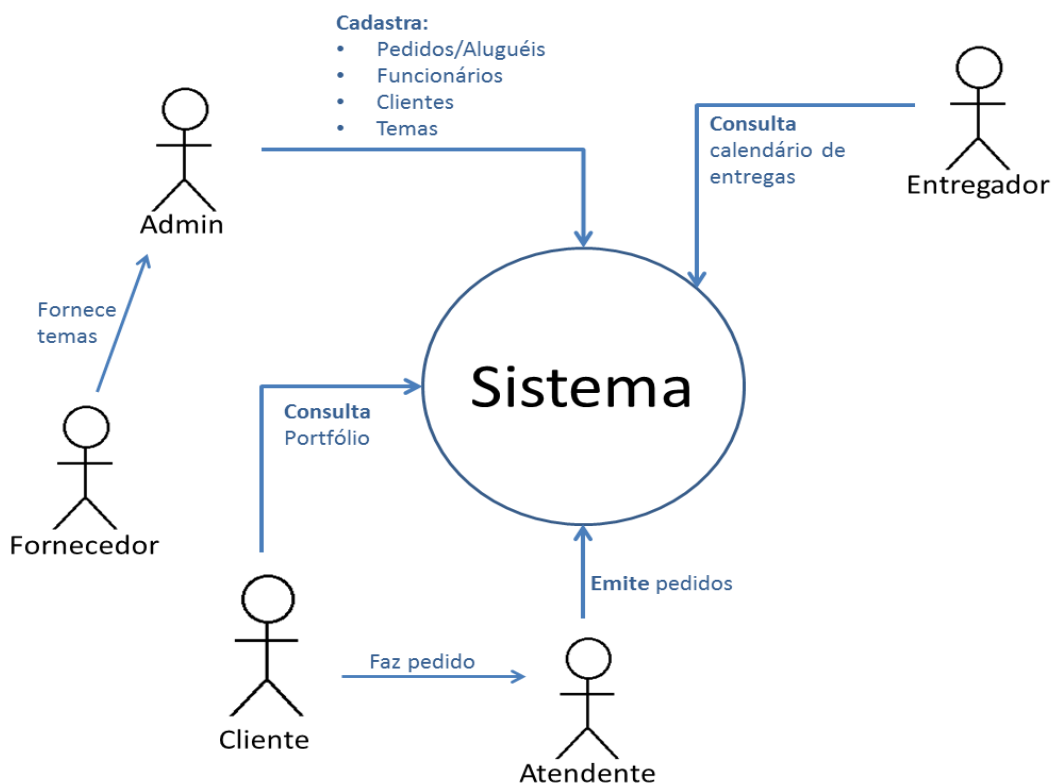 Cadastra:
• Pedidos/Aluguéis
• Funcionários
• Clientes
• Temas
Admin
Consulta
calendário de
entregas
Entregador
Fornece
temas
Fornecedor
Sistema
Consulta
Portfólio
Emite pedidos
Faz pedido
Cliente
Atendente